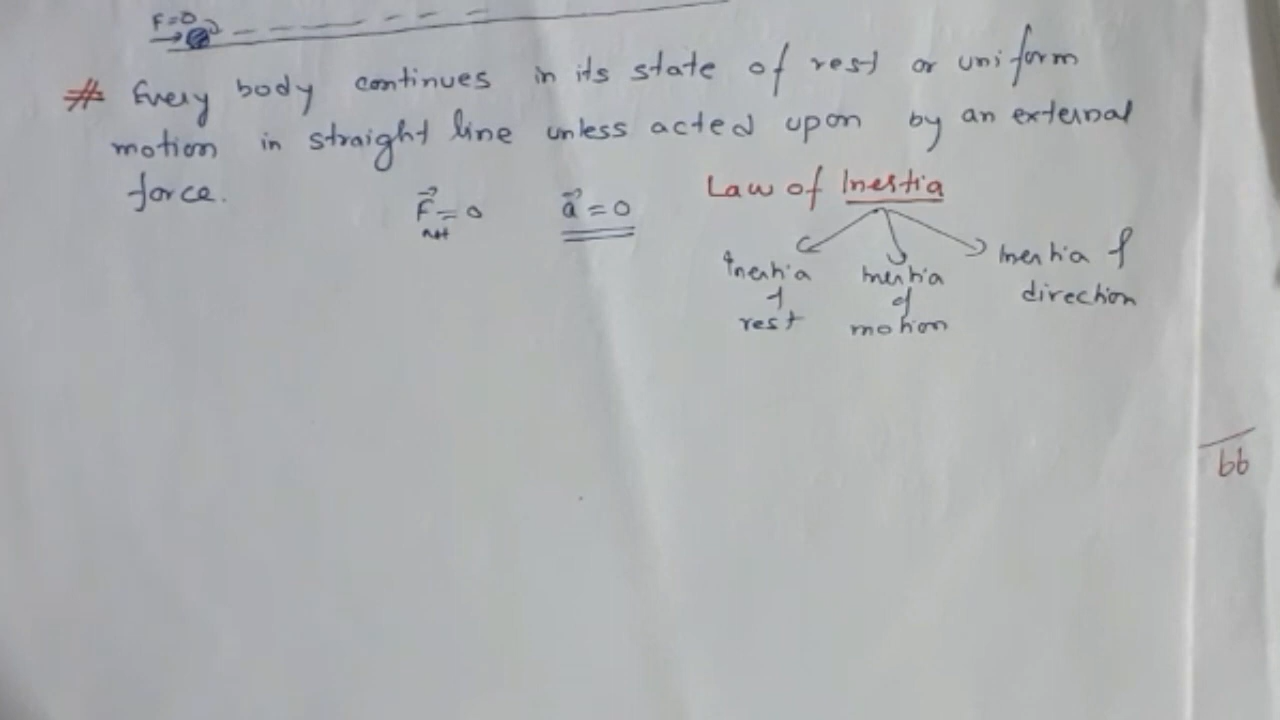 F=0
# Every body continues in its state of rest or uniform
motion in straight line unless acted upon by an external
force.
F⃗net = 0 a⃗ = 0
Law of Inertia
Inertia of rest
Inertia of motion
Inertia of direction
66